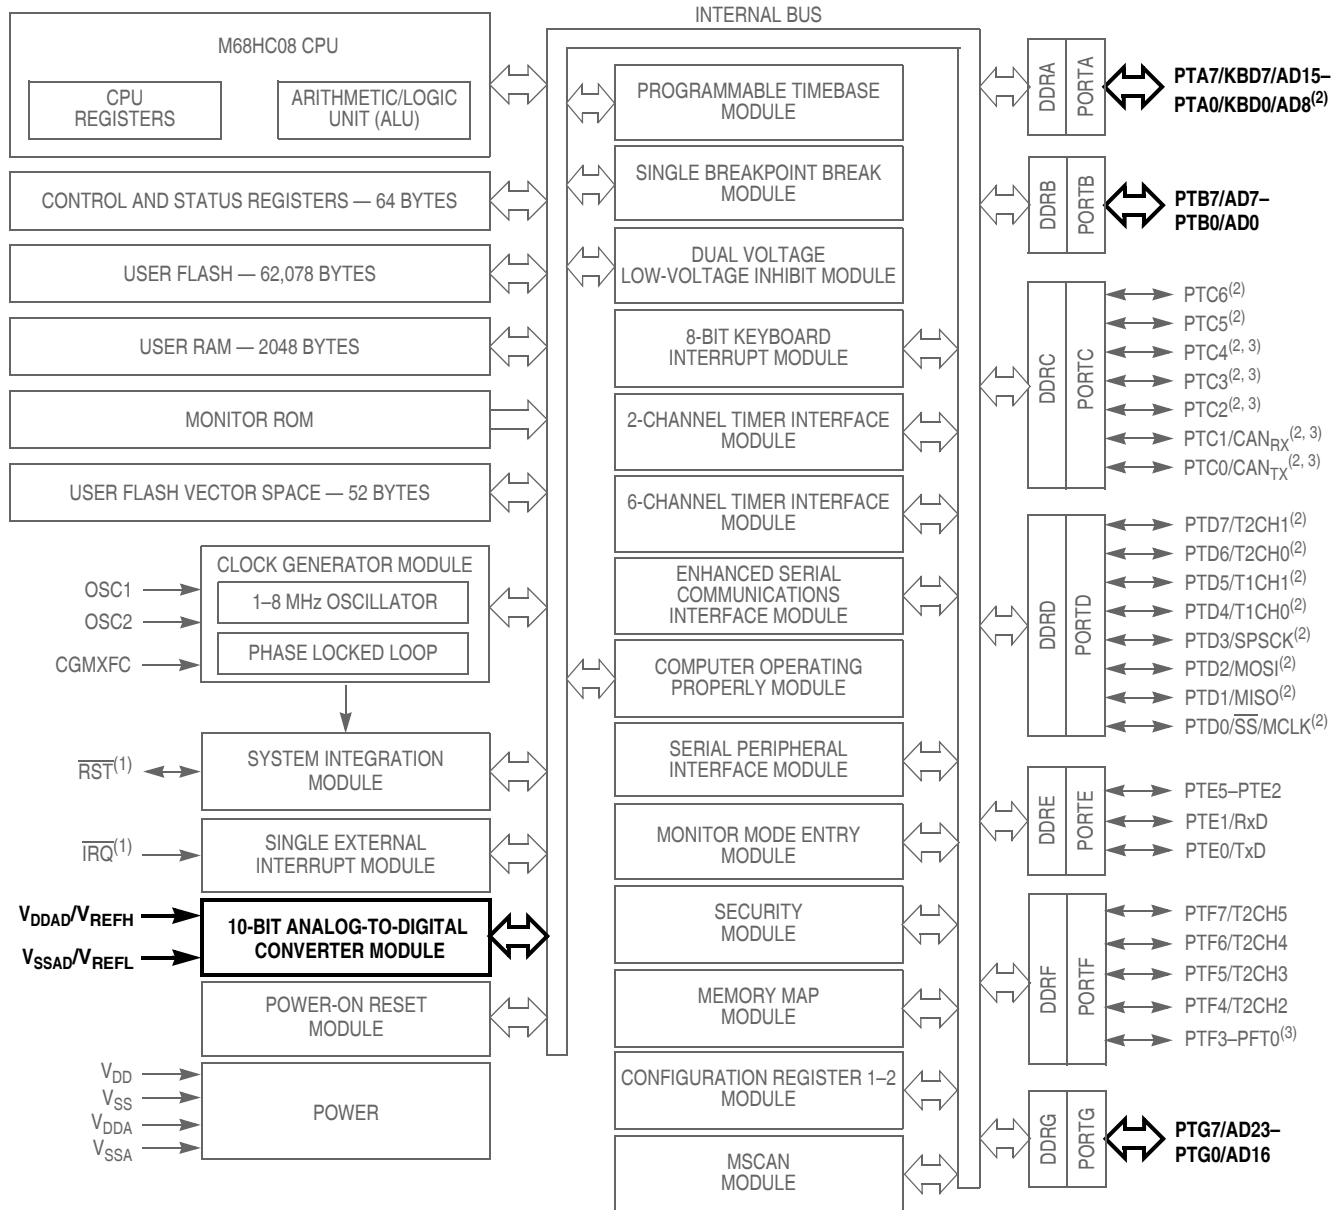 INTERNAL BUS
M68HC08 CPU
CPU
REGISTERS
ARITHMETIC/LOGIC
UNIT (ALU)
CONTROL AND STATUS REGISTERS — 64 BYTES
USER FLASH — 62,078 BYTES
USER RAM — 2048 BYTES
MONITOR ROM
USER FLASH VECTOR SPACE — 52 BYTES
CLOCK GENERATOR MODULE
1–8 MHz OSCILLATOR
PHASE LOCKED LOOP
OSC1
OSC2
CGMXFC
SYSTEM INTEGRATION
MODULE
RST(1)
SINGLE EXTERNAL
INTERRUPT MODULE
IRQ(1)
10-BIT ANALOG-TO-DIGITAL
CONVERTER MODULE
VDDAD/VREFH
VSSAD/VREFL
POWER-ON RESET
MODULE
POWER
VDD
VSS
VDDA
VSSA
PROGRAMMABLE TIMEBASE
MODULE
SINGLE BREAKPOINT BREAK
MODULE
DUAL VOLTAGE
LOW-VOLTAGE INHIBIT MODULE
8-BIT KEYBOARD
INTERRUPT MODULE
2-CHANNEL TIMER INTERFACE
MODULE
6-CHANNEL TIMER INTERFACE
MODULE
ENHANCED SERIAL
COMMUNICATIONS
INTERFACE MODULE
COMPUTER OPERATING
PROPERLY MODULE
SERIAL PERIPHERAL
INTERFACE MODULE
MONITOR MODE ENTRY
MODULE
SECURITY
MODULE
MEMORY MAP
MODULE
CONFIGURATION REGISTER 1–2
MODULE
MSCAN
MODULE
DDRA
PORTA
PTA7/KBD7/AD15–
PTA0/KBD0/AD8(2)
DDRB
PORTB
PTB7/AD7–
PTB0/AD0
DDRC
PORTC
PTC6(2)
PTC5(2)
PTC4(2, 3)
PTC3(2, 3)
PTC2(2, 3)
PTC1/CANRX(2, 3)
PTC0/CANTX(2, 3)
DDRD
PORTD
PTD7/T2CH1(2)
PTD6/T2CH0(2)
PTD5/T1CH1(2)
PTD4/T1CH0(2)
PTD3/SPSCK(2)
PTD2/MOSI(2)
PTD1/MISO(2)
PTD0/SS/MCLK(2)
DDRE
PORTE
PTE5–PTE2
PTE1/RxD
PTE0/TxD
DDRF
PORTF
PTF7/T2CH5
PTF6/T2CH4
PTF5/T2CH3
PTF4/T2CH2
PTF3–PFT0(3)
DDRG
PORTG
PTG7/AD23–
PTG0/AD16